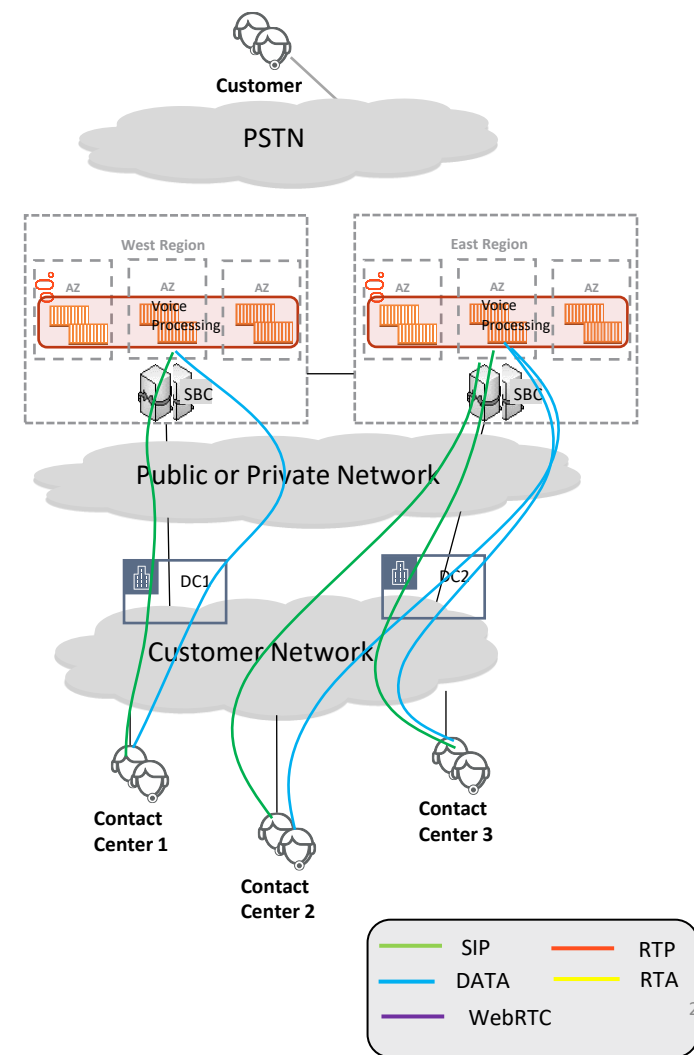 Customer
PSTN
West Region
East Region
AZ
AZ
AZ
AZ
AZ
AZ
Voice
Processing
Voice
Processing
SBC
SBC
Public or Private Network
DC1
DC2
Customer Network
Contact
Center 1
Contact
Center 2
Contact
Center 3
SIP
RTP
DATA
RTA
WebRTC
2